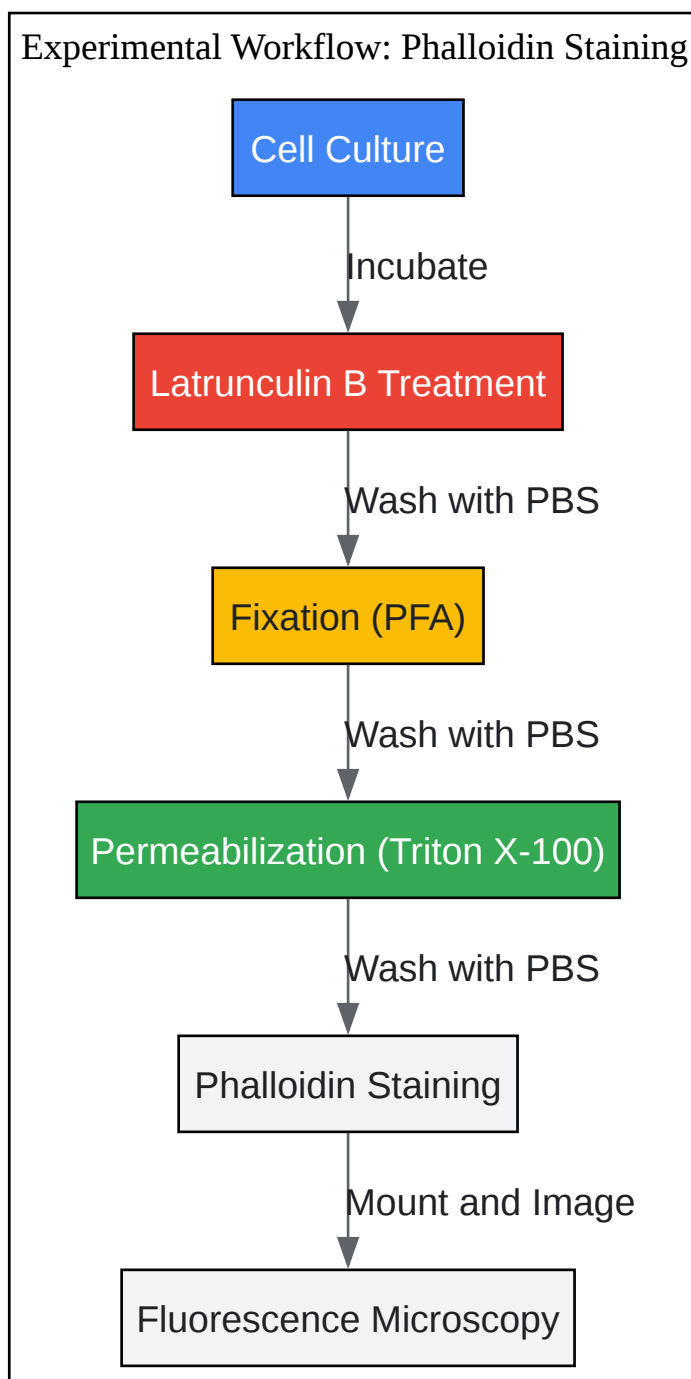 Experimental Workflow: Phalloidin Staining
Cell Culture
Incubate
Latrunculin B Treatment
Wash with PBS
Fixation (PFA)
Wash with PBS
Permeabilization (Triton X-100)
Wash with PBS
Phalloidin Staining
Mount and Image
Fluorescence Microscopy